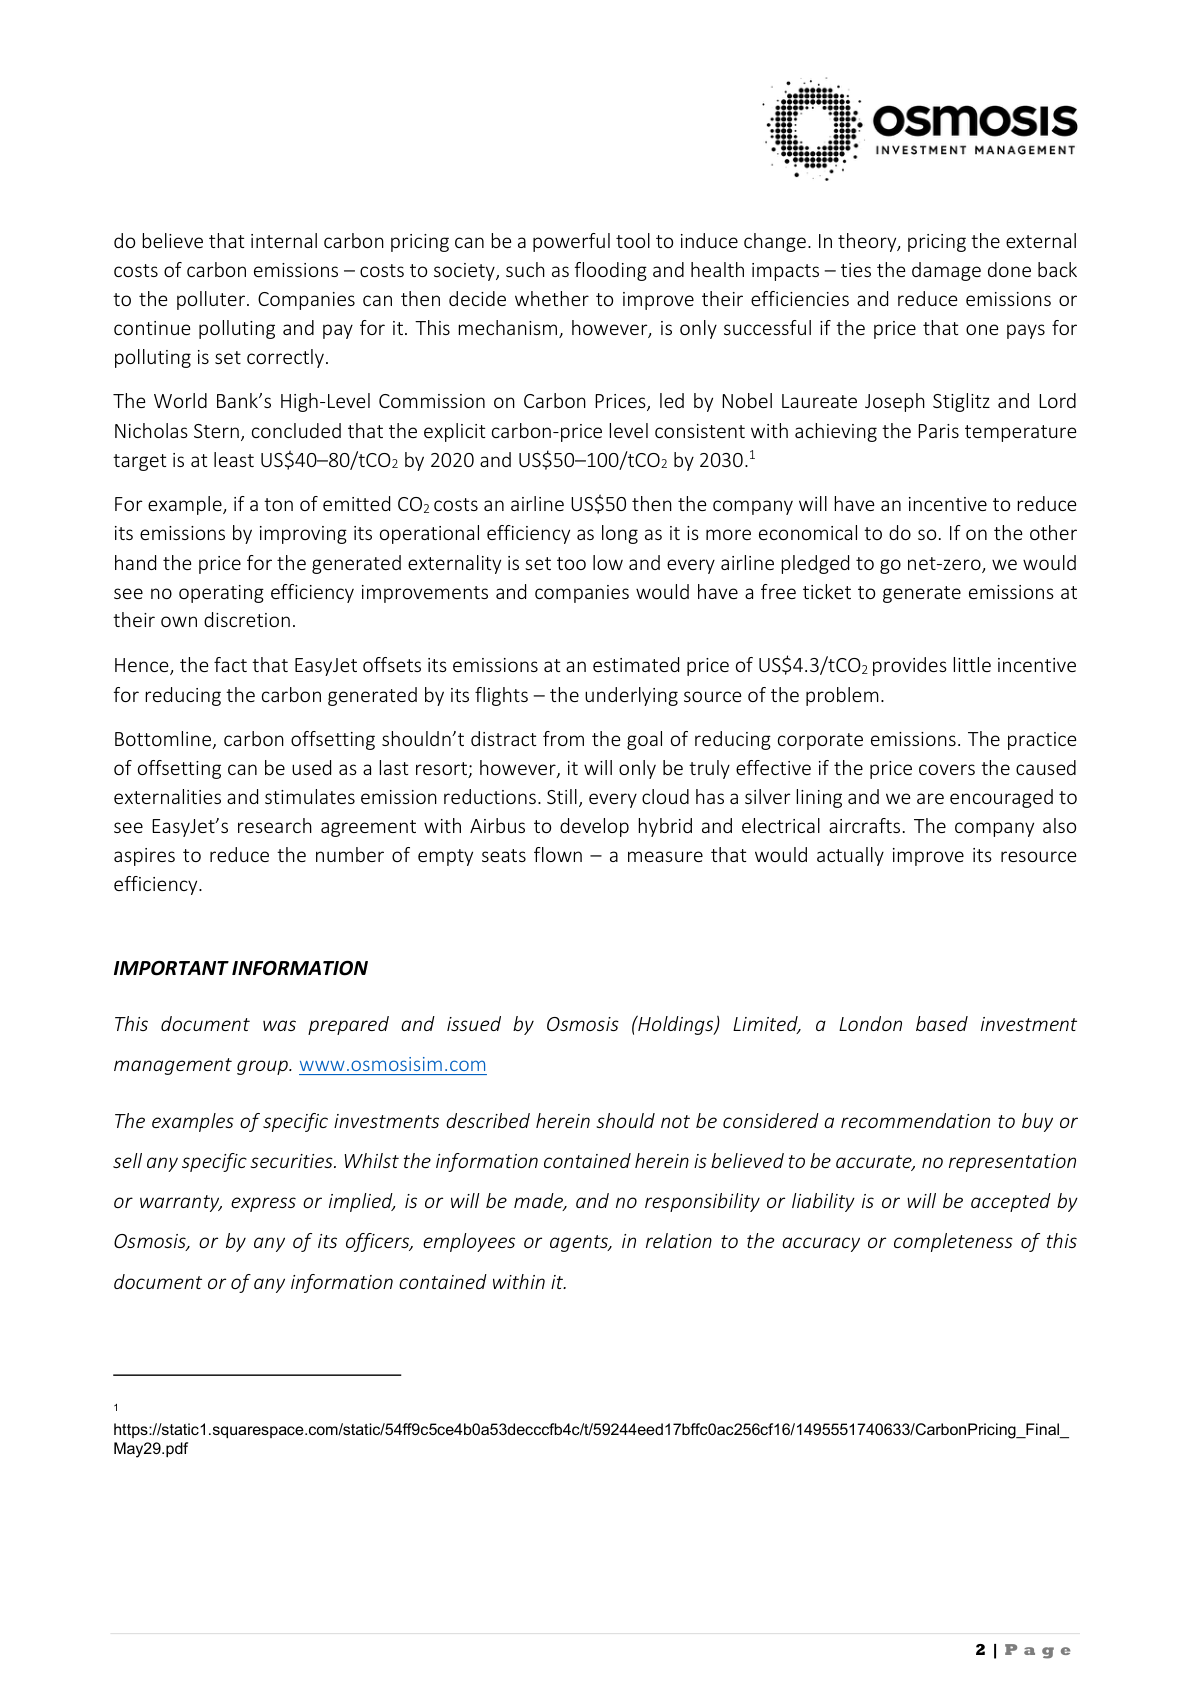 OSMOSIS
INVESTMENT MANAGEMENT
do believe that internal carbon pricing can be a powerful tool to induce change. In theory, pricing the external
costs of carbon emissions – costs to society, such as flooding and health impacts – ties the damage done back
to the polluter. Companies can then decide whether to improve their efficiencies and reduce emissions or
continue polluting and pay for it. This mechanism, however, is only successful if the price that one pays for
polluting is set correctly.
The World Bank’s High-Level Commission on Carbon Prices, led by Nobel Laureate Joseph Stiglitz and Lord
Nicholas Stern, concluded that the explicit carbon-price level consistent with achieving the Paris temperature
target is at least US$40–80/tCO₂ by 2020 and US$50–100/tCO₂ by 2030.¹
For example, if a ton of emitted CO₂ costs an airline US$50 then the company will have an incentive to reduce
its emissions by improving its operational efficiency as long as it is more economical to do so. If on the other
hand the price for the generated externality is set too low and every airline pledged to go net-zero, we would
see no operating efficiency improvements and companies would have a free ticket to generate emissions at
their own discretion.
Hence, the fact that EasyJet offsets its emissions at an estimated price of US$4.3/tCO₂ provides little incentive
for reducing the carbon generated by its flights – the underlying source of the problem.
Bottomline, carbon offsetting shouldn’t distract from the goal of reducing corporate emissions. The practice
of offsetting can be used as a last resort; however, it will only be truly effective if the price covers the caused
externalities and stimulates emission reductions. Still, every cloud has a silver lining and we are encouraged to
see EasyJet’s research agreement with Airbus to develop hybrid and electrical aircrafts. The company also
aspires to reduce the number of empty seats flown – a measure that would actually improve its resource
efficiency.
IMPORTANT INFORMATION
This document was prepared and issued by Osmosis (Holdings) Limited, a London based investment
management group. www.osmosisim.com
The examples of specific investments described herein should not be considered a recommendation to buy or
sell any specific securities. Whilst the information contained herein is believed to be accurate, no representation
or warranty, express or implied, is or will be made, and no responsibility or liability is or will be accepted by
Osmosis, or by any of its officers, employees or agents, in relation to the accuracy or completeness of this
document or of any information contained within it.
1
https://static1.squarespace.com/static/54ff9c5ce4b0a53decccfb4c/t/59244eed17bffc0ac256cf16/1495551740633/CarbonPricing_Final_
May29.pdf
2 | Page